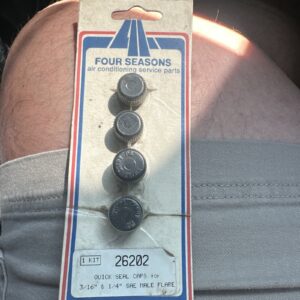 FOUR SEASONS
air conditioning service parts
1 KIT 26202
QUICK SEAL CAPS FOR
3/16" & 1/4" SAE MALE FLARE